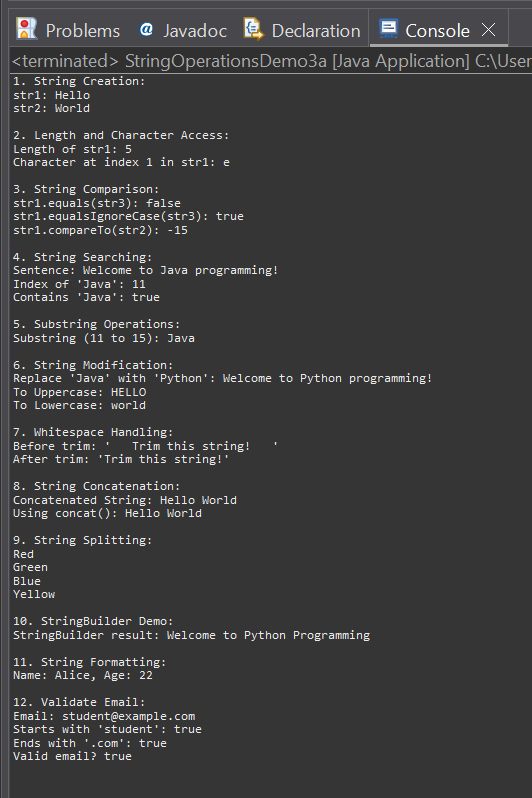 Problems @ Javadoc Declaration Console
<terminated> StringOperationsDemo3a [Java Application] C:\User
1. String Creation:
str1: Hello
str2: World

2. Length and Character Access:
Length of str1: 5
Character at index 1 in str1: e

3. String Comparison:
str1.equals(str3): false
str1.equalsIgnoreCase(str3): true
str1.compareTo(str2): -15

4. String Searching:
Sentence: Welcome to Java programming!
Index of 'Java': 11
Contains 'Java': true

5. Substring Operations:
Substring (11 to 15): Java

6. String Modification:
Replace 'Java' with 'Python': Welcome to Python programming!
To Uppercase: HELLO
To Lowercase: world

7. Whitespace Handling:
Before trim: '   Trim this string!   '
After trim: 'Trim this string!'

8. String Concatenation:
Concatenated String: Hello World
Using concat(): Hello World

9. String Splitting:
Red
Green
Blue
Yellow

10. StringBuilder Demo:
StringBuilder result: Welcome to Python Programming

11. String Formatting:
Name: Alice, Age: 22

12. Validate Email:
Email: student@example.com
Starts with 'student': true
Ends with '.com': true
Valid email? true